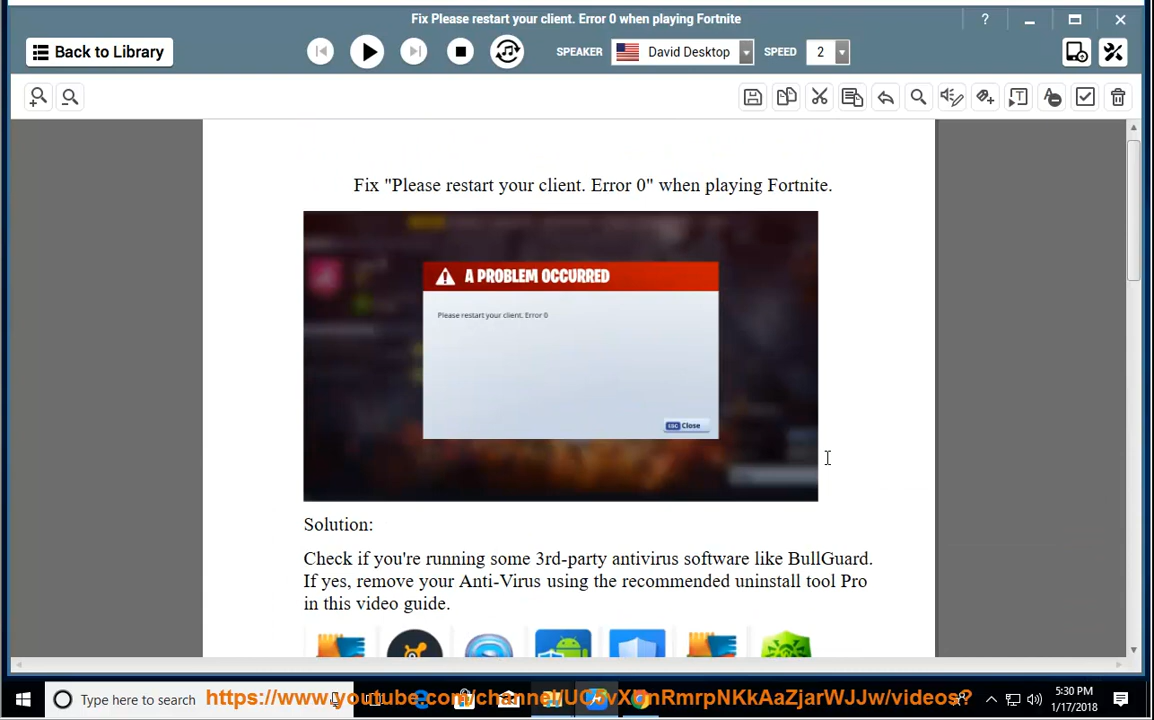 Fix Please restart your client. Error 0 when playing Fortnite
?
Back to Library
SPEAKER
David Desktop
SPEED
2
Fix "Please restart your client. Error 0" when playing Fortnite.
A PROBLEM OCCURRED
Please restart your client. Error 0
ESC Close
Solution:
Check if you're running some 3rd-party antivirus software like BullGuard.
If yes, remove your Anti-Virus using the recommended uninstall tool Pro
in this video guide.
Type here to search
5:30 PM
1/17/2018